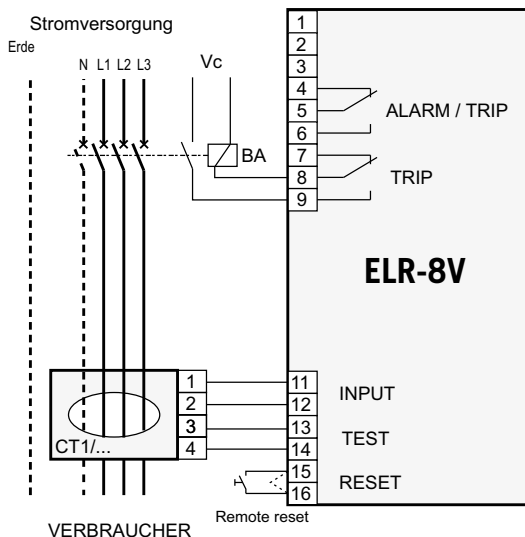 Stromversorgung
Erde
N L1 L2 L3
Vc
BA
1
2
3
4
5
6
7
8
9
ALARM / TRIP
TRIP
ELR-8V
1
2
3
4
CT1/...
11
12
13
14
15
16
INPUT
TEST
RESET
Remote reset
VERBRAUCHER